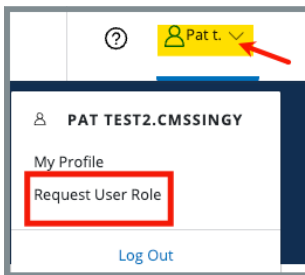 Pat t.
PAT TEST2.CMSSINGY
My Profile
Request User Role
Log Out